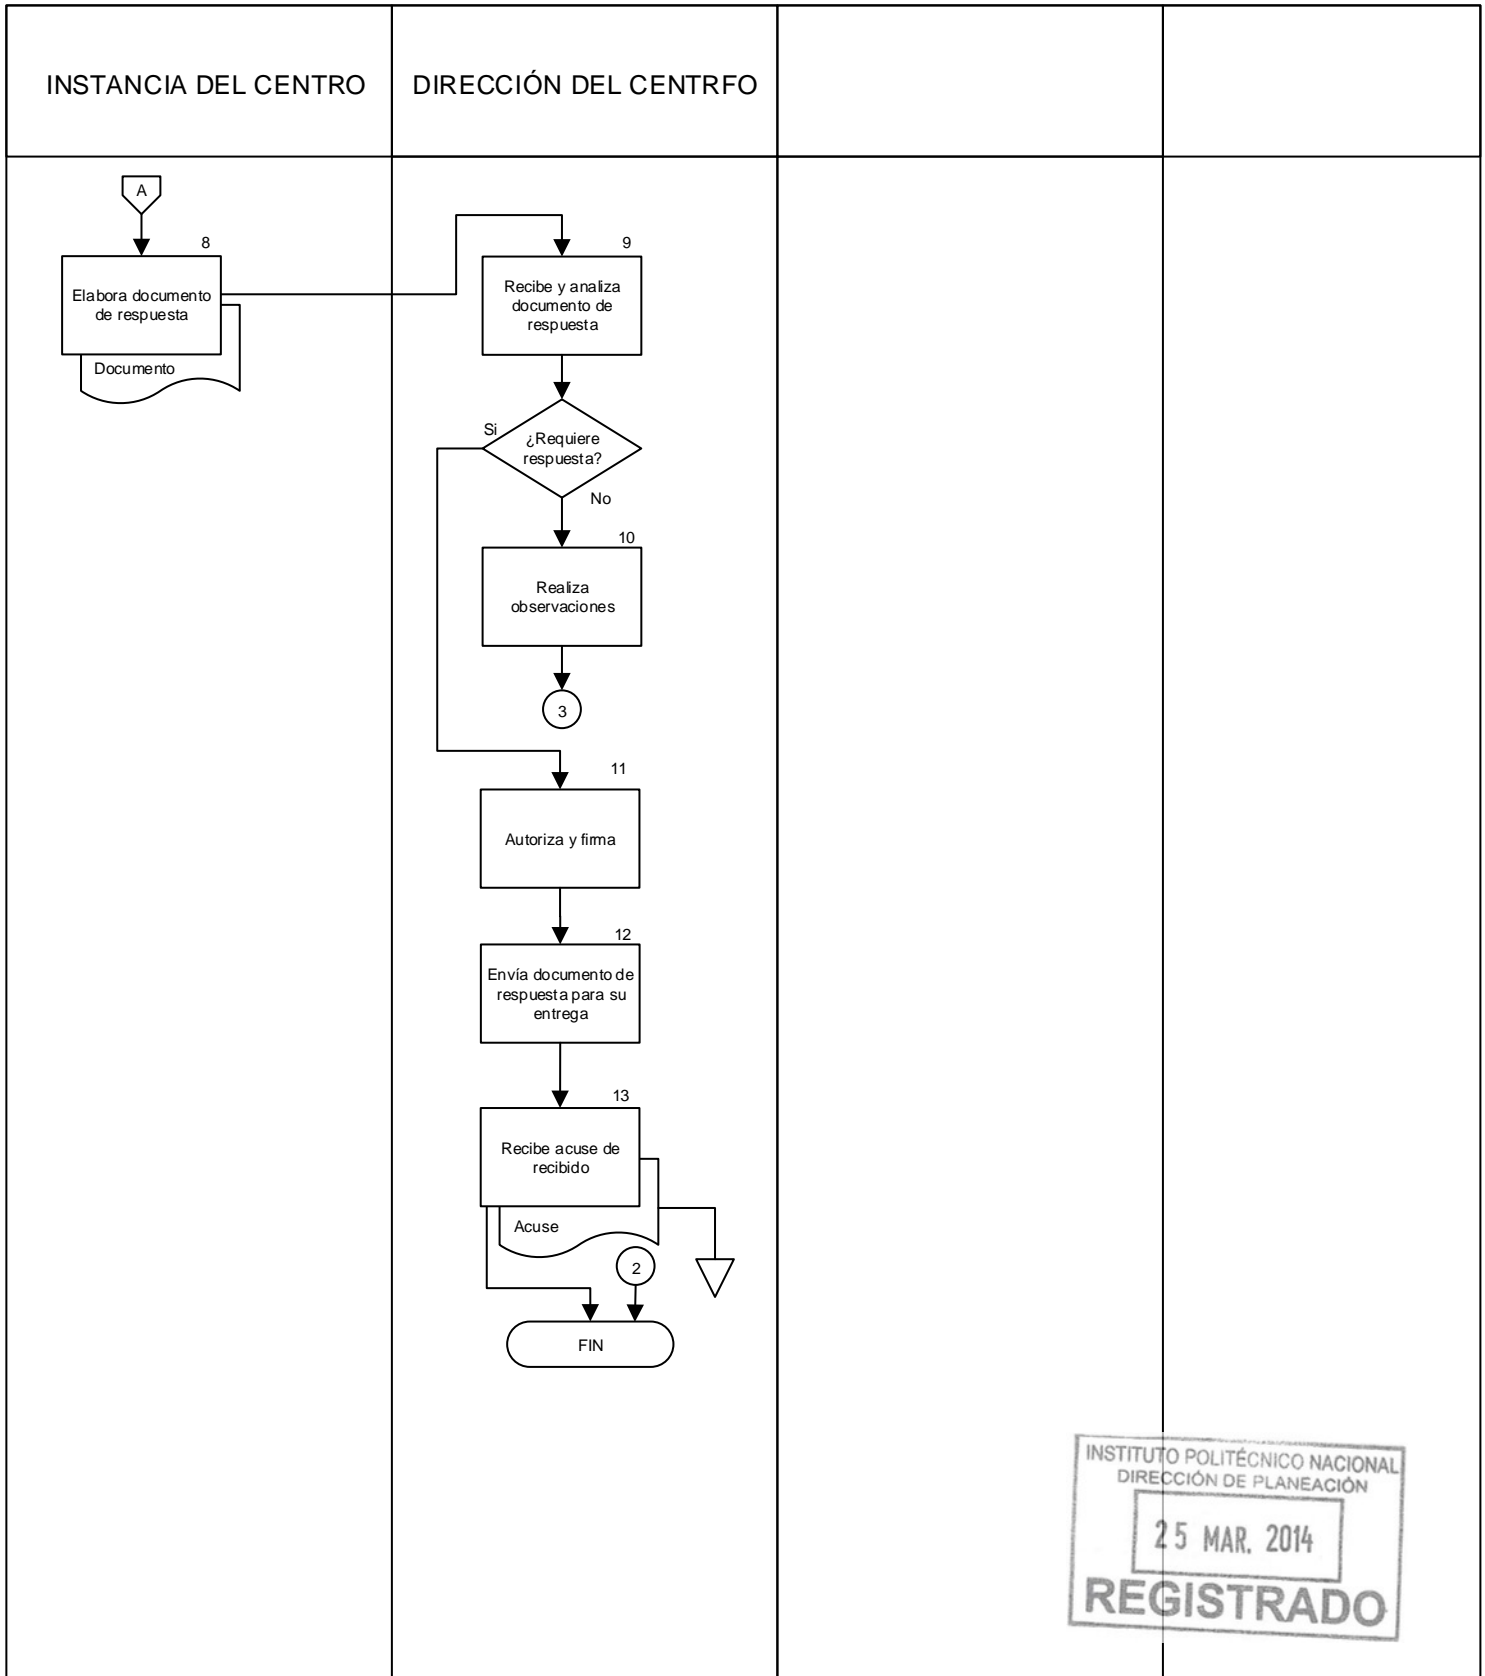 INSTANCIA DEL CENTRO
DIRECCIÓN DEL CENTRFO
A
8
Elabora documento
de respuesta
Documento
9
Recibe y analiza
documento de
respuesta
Si
¿Requiere
respuesta?
No
10
Realiza
observaciones
3
11
Autoriza y firma
12
Envía documento de
respuesta para su
entrega
13
Recibe acuse de
recibido
Acuse
2
FIN
INSTITUTO POLITÉCNICO NACIONAL
DIRECCIÓN DE PLANEACIÓN
25 MAR. 2014
REGISTRADO